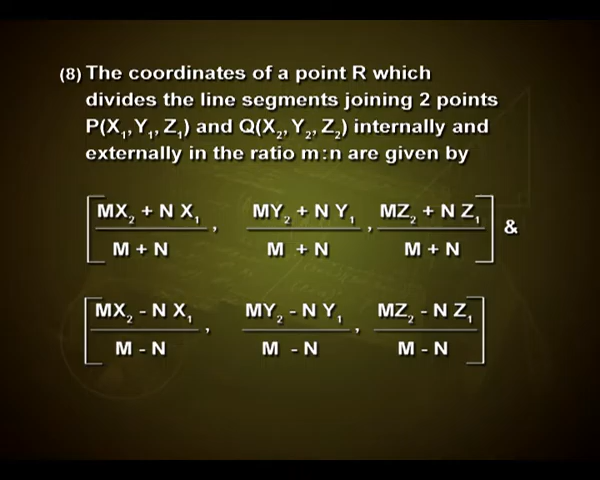 (8) The coordinates of a point R which
divides the line segments joining 2 points
P(X₁,Y₁,Z₁) and Q(X₂,Y₂,Z₂) internally and
externally in the ratio m:n are given by
[MX₂ + N X₁ / M + N, MY₂ + N Y₁ / M + N, MZ₂ + N Z₁ / M + N] &
[MX₂ - N X₁ / M - N, MY₂ - N Y₁ / M - N, MZ₂ - N Z₁ / M - N]